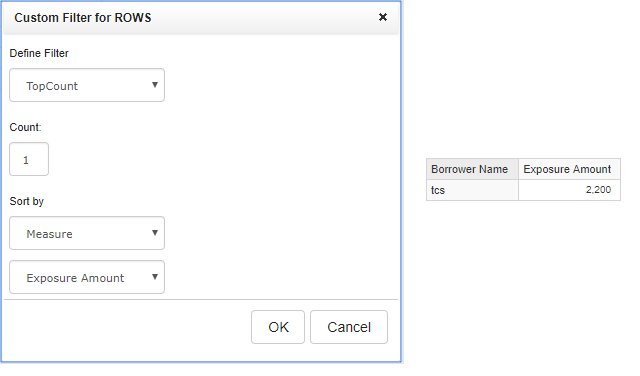 Custom Filter for ROWS ×
Define Filter
TopCount
Count:
1
Sort by
Measure
Exposure Amount
OK Cancel
Borrower Name Exposure Amount
tcs 2,200